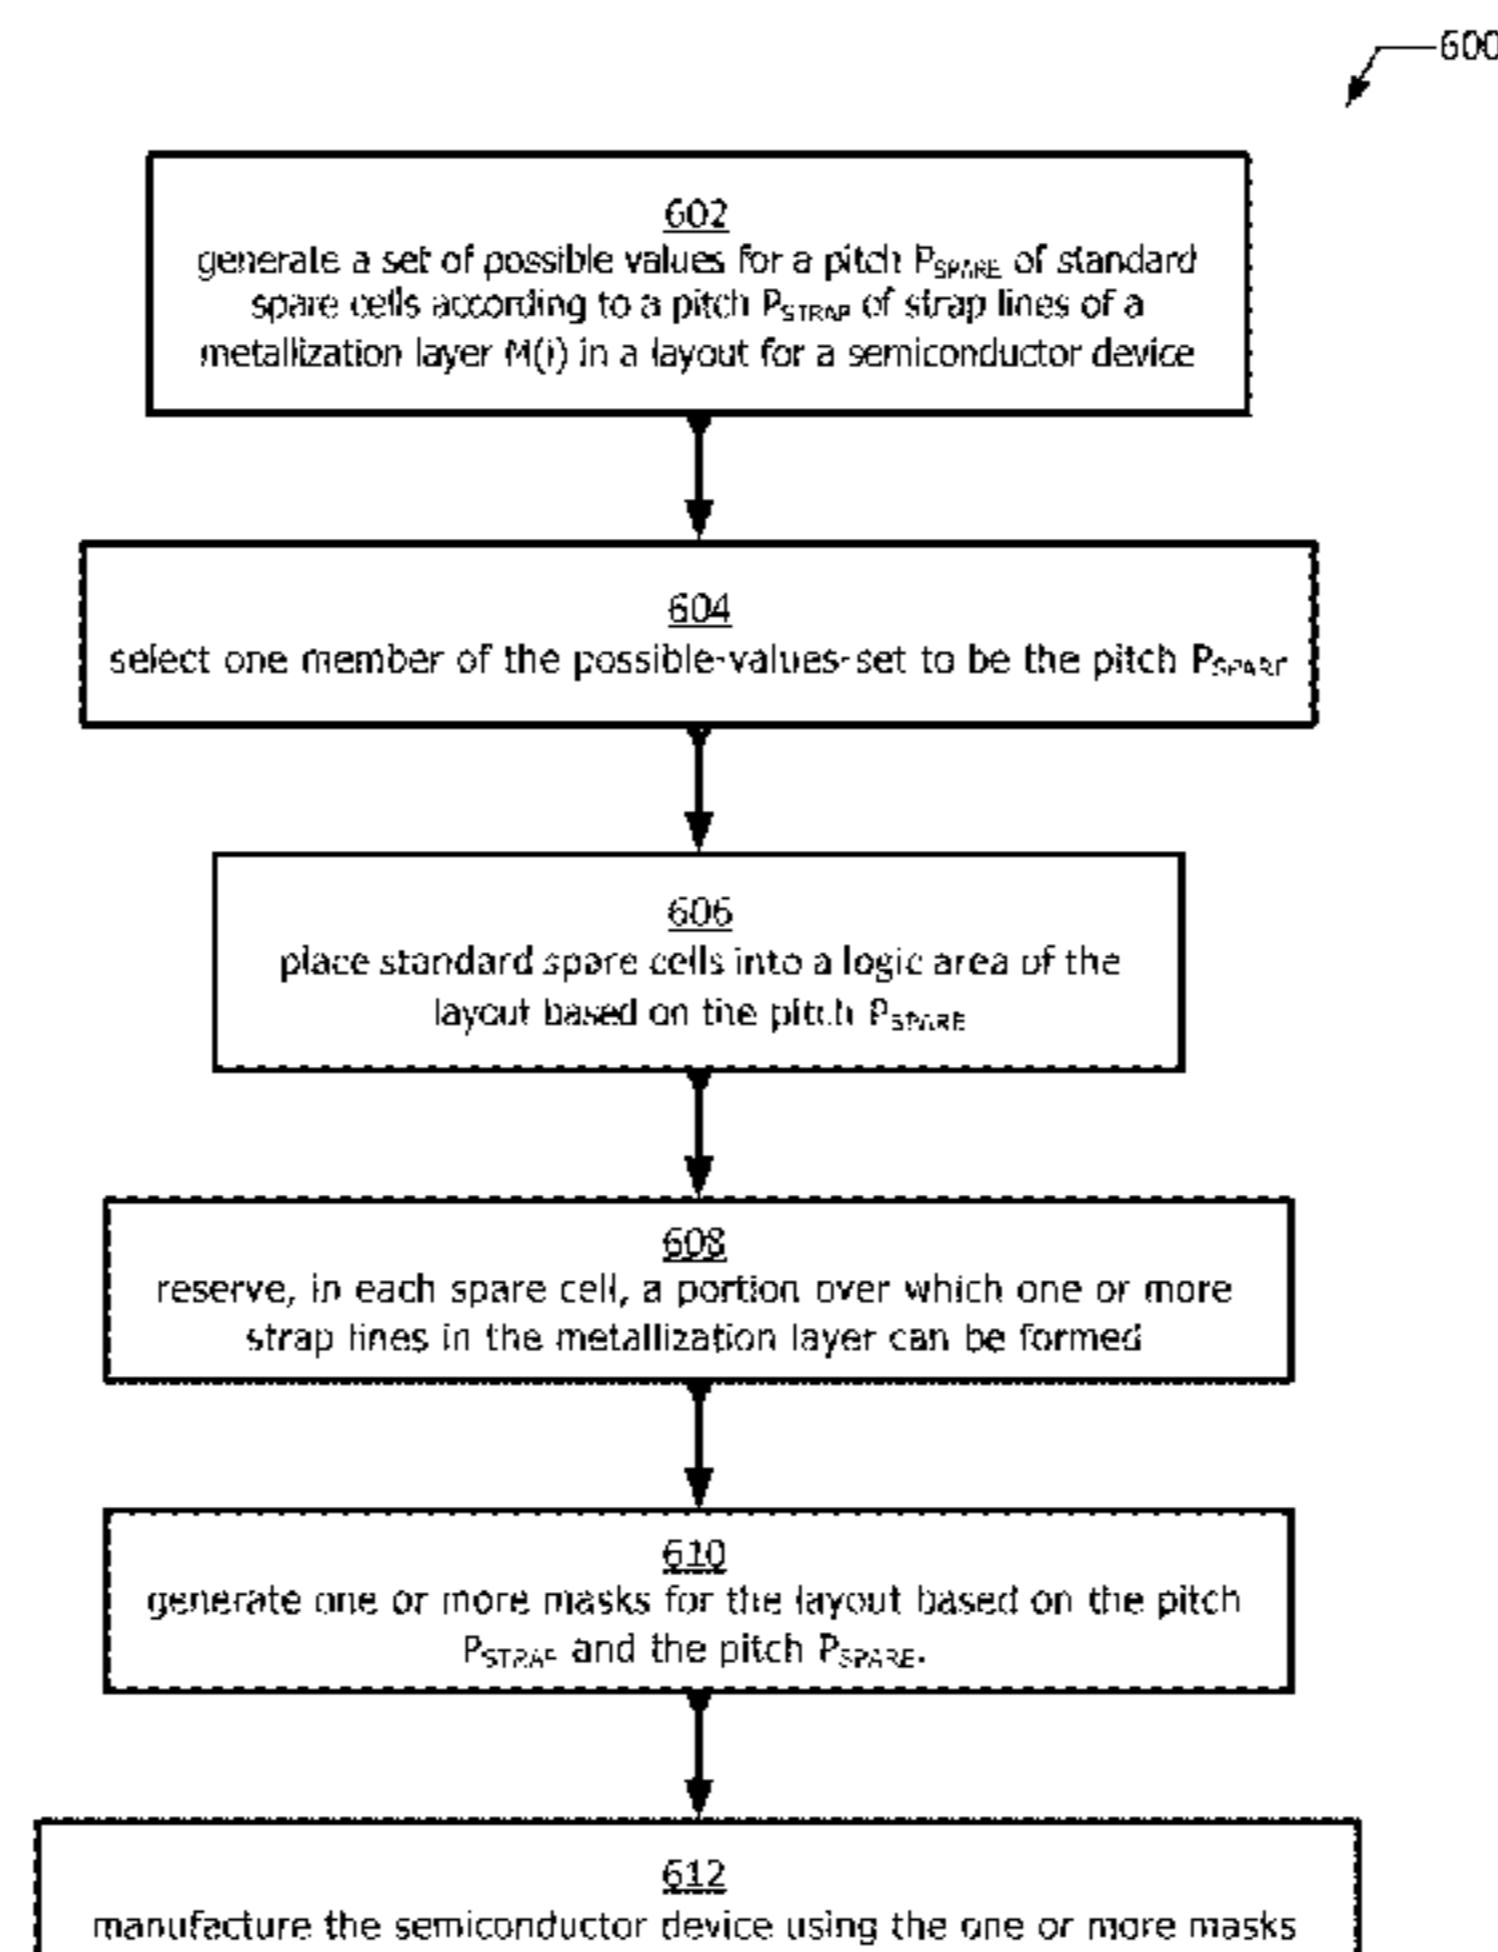 600
602
generate a set of possible values for a pitch PSPARE of standard
spare cells according to a pitch PSTRAP of strap lines of a
metallization layer M(i) in a layout for a semiconductor device
604
select one member of the possible-values-set to be the pitch PSPARE
606
place standard spare cells into a logic area of the
layout based on the pitch PSPARE
608
reserve, in each spare cell, a portion over which one or more
strap lines in the metallization layer can be formed
610
generate one or more masks for the layout based on the pitch
PSTRAP and the pitch PSPARE.
612
manufacture the semiconductor device using the one or more masks